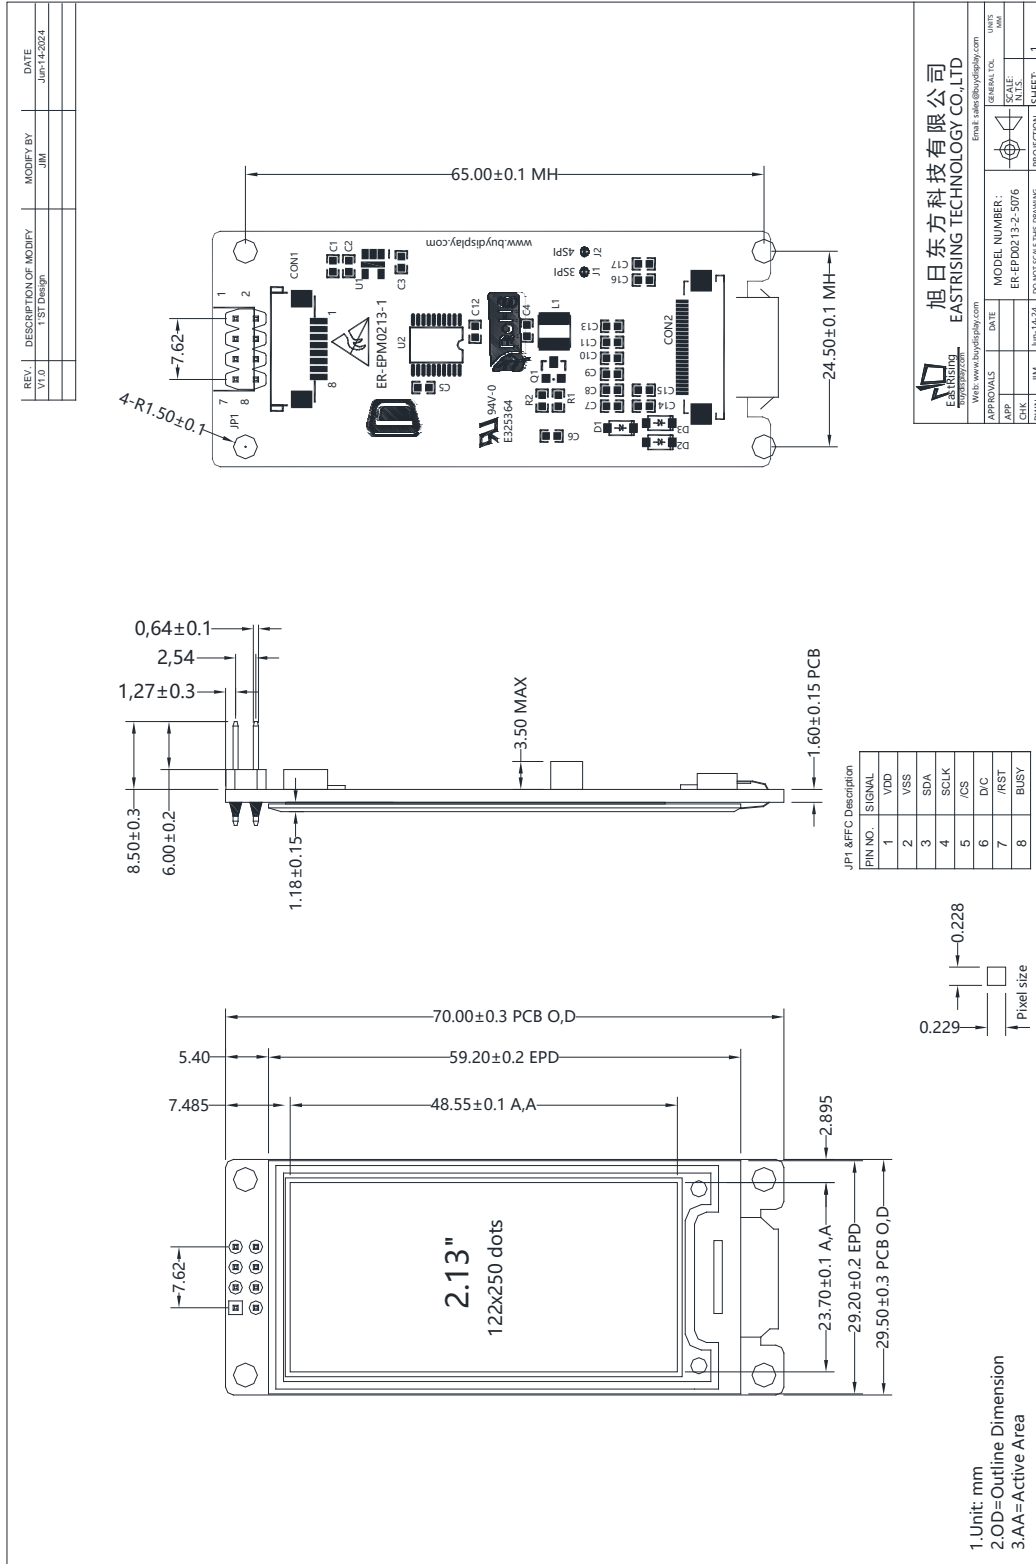 REV. DESCRIPTION OF MODIFY MODIFY BY DATE
V1.0 1'ST Design JIM Jun-14-2024
65.00±0.1 MH
24.50±0.1 MH
7.62
4-R1.50±0.1
1
2
7
8
JP1
CON1
8
1
C1
C2
U1
C3
ER-EPM0213-1
www.buydisplay.com
U2
C5
C12
C4
L1
94V-0
E325364
Q1
R2
R1
C6
4SPI J2
3SPI J1
C17
C16
C13
C11
C10
C9
C8
C7
C15
C14
CON2
D1
D3
D2
0,64±0.1
2,54
1,27±0.3
8.50±0.3
6.00±0.2
1.18±0.15
3.50 MAX
1.60±0.15 PCB
70.00±0.3 PCB O,D
59.20±0.2 EPD
48.55±0.1 A,A
5.40
7.485
7.62
2.13"
122x250 dots
2.895
23.70±0.1 A,A
29.20±0.2 EPD
29.50±0.3 PCB O,D
JP1 &FFC Description
PIN NO. SIGNAL
1 VDD
2 VSS
3 SDA
4 SCLK
5 /CS
6 D/C
7 /RST
8 BUSY
0.228
0.229
Pixel size
1.Unit: mm
2.OD=Outline Dimension
3.AA=Active Area
EastRising
buydisplay.com
旭日东方科技有限公司
EASTRISING TECHNOLOGY CO.,LTD
Web: www.buydisplay.com Email: sales@buydisplay.com
APPROVALS DATE
APP
CHK
JIM Jun-14-24
MODEL NUMBER :
ER-EPD0213-2-5076
GENERAL TOL UNITS
MM
SCALE:
N.T.S.
DO NOT SCALE THIS DRAWING PROJECTION SHEET: 1